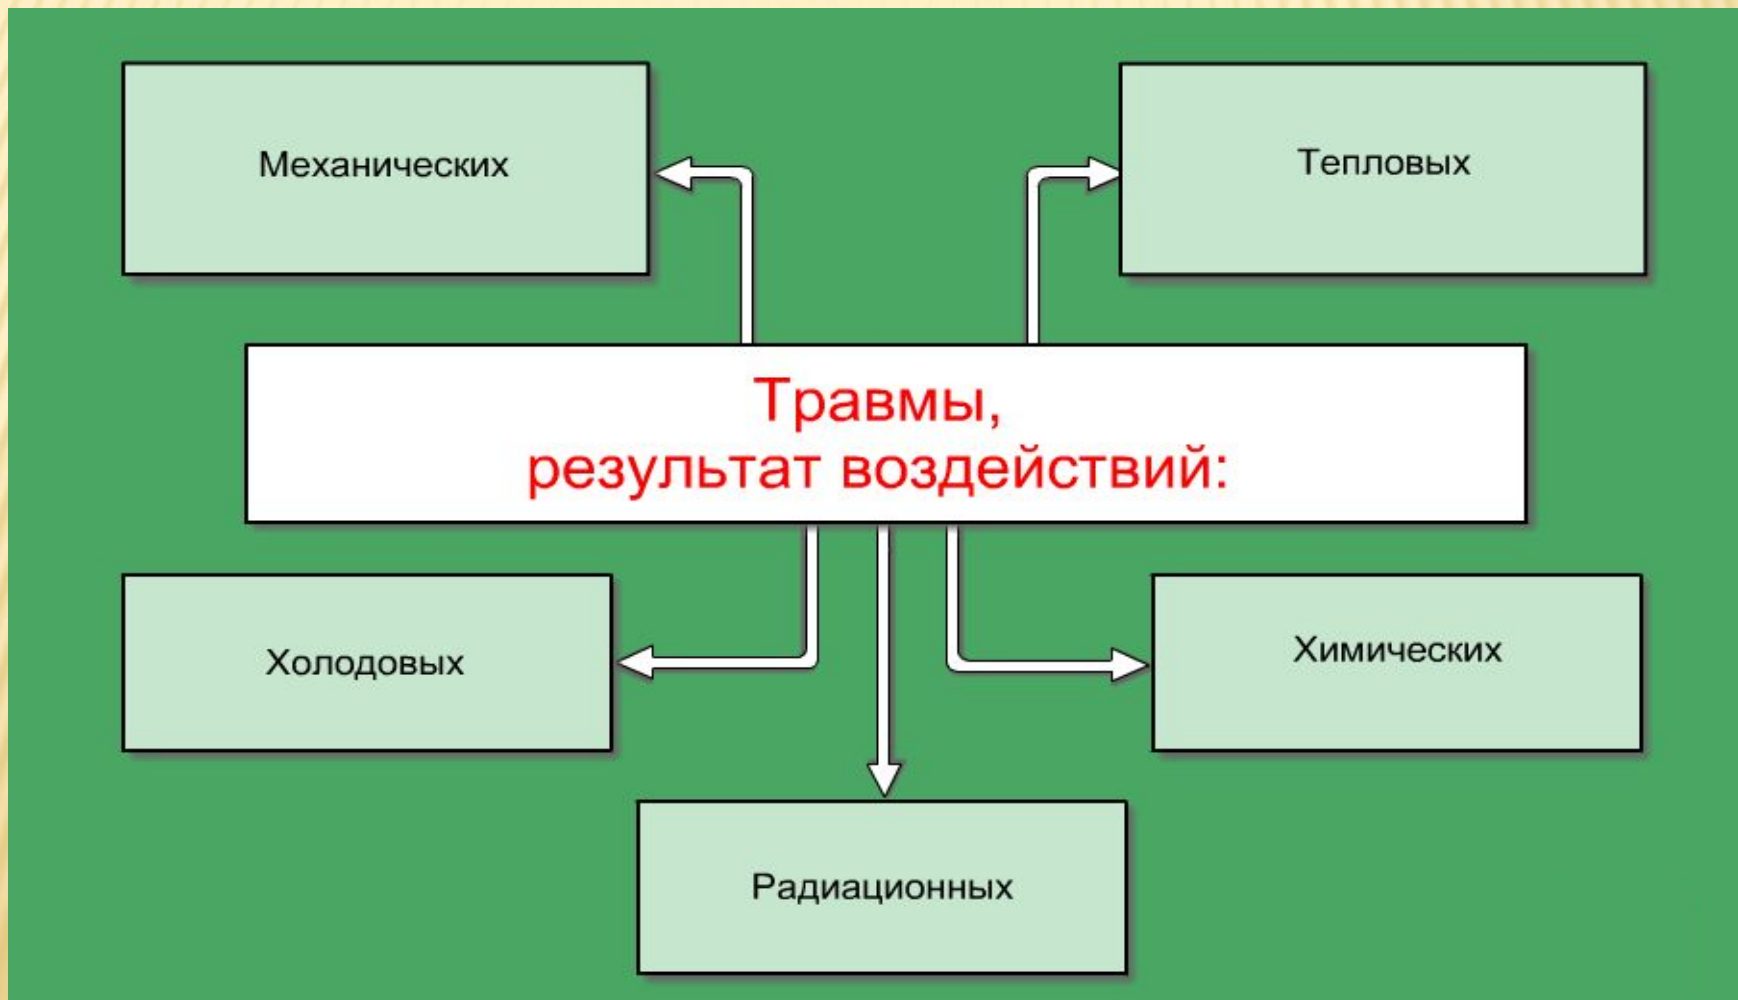 Механических
Тепловых
Травмы,
результат воздействий:
Холодовых
Химических
Радиационных